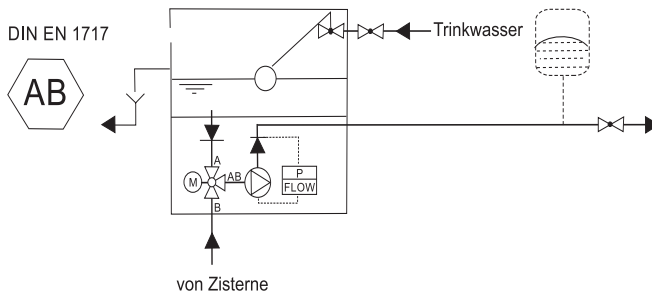 DIN EN 1717
Trinkwasser
AB
A
M
AB
P
FLOW
B
von Zisterne